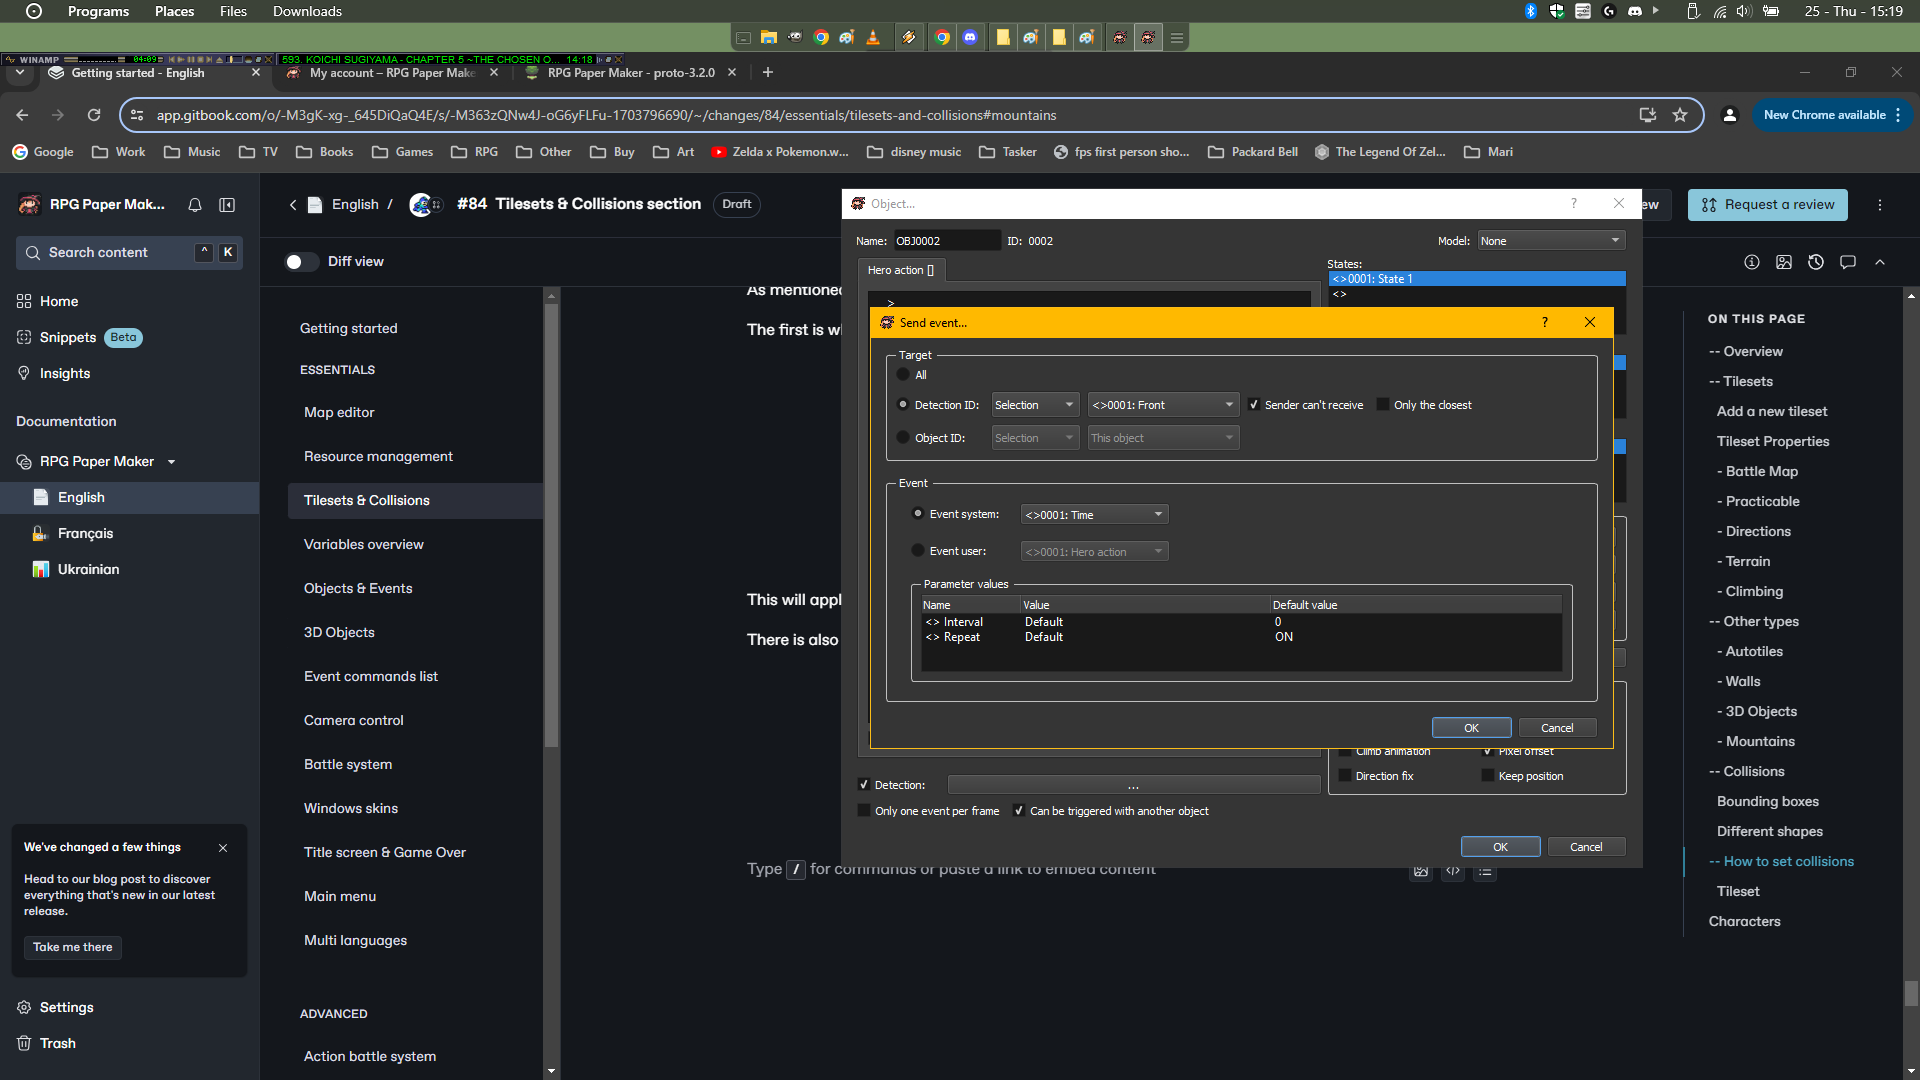 Programs Places Files Downloads 25 - Thu - 15:19
WINAMP 04:09 593. KOICHI SUGIYAMA - CHAPTER 5 ~THE CHOSEN O... 14:18
Getting started - English My account – RPG Paper Make RPG Paper Maker - proto-3.2.0
app.gitbook.com/o/-M3gK-xg-_645DiQaQ4E/s/-M363zQNw4J-oG6yFLFu-1703796690/~/changes/84/essentials/tilesets-and-collisions#mountains New Chrome available
Google Work Music TV Books Games RPG Other Buy Art Zelda x Pokemon.w... disney music Tasker fps first person sho... Packard Bell The Legend Of Zel... Mari
RPG Paper Mak... English / #84 Tilesets & Collisions section Draft Object... ? ew Request a review
Search content ^ K Diff view
Name: OBJ0002 ID: 0002 Model: None
Hero action [] States:
<>0001: State 1
<>
>
Home
Snippets Beta
Insights
Documentation
RPG Paper Maker
English
Français
Ukrainian
We've changed a few things
Head to our blog post to discover
everything that's new in our latest
release.
Take me there
Settings
Trash
Getting started
ESSENTIALS
Map editor
Resource management
Tilesets & Collisions
Variables overview
Objects & Events
3D Objects
Event commands list
Camera control
Battle system
Windows skins
Title screen & Game Over
Main menu
Multi languages
ADVANCED
Action battle system
As mentioned
The first is w
This will appl
There is also
Type / for commands or paste a link to embed content
Send event... ?
Target
All
Detection ID: Selection <>0001: Front Sender can't receive Only the closest
Object ID: Selection This object
Event
Event system: <>0001: Time
Event user: <>0001: Hero action
Parameter values
Name Value Default value
<> Interval Default 0
<> Repeat Default ON
OK Cancel
Climb animation Pixel offset
Direction fix Keep position
Detection: ...
Only one event per frame Can be triggered with another object
OK Cancel
ON THIS PAGE
-- Overview
-- Tilesets
Add a new tileset
Tileset Properties
- Battle Map
- Practicable
- Directions
- Terrain
- Climbing
-- Other types
- Autotiles
- Walls
- 3D Objects
- Mountains
-- Collisions
Bounding boxes
Different shapes
-- How to set collisions
Tileset
Characters